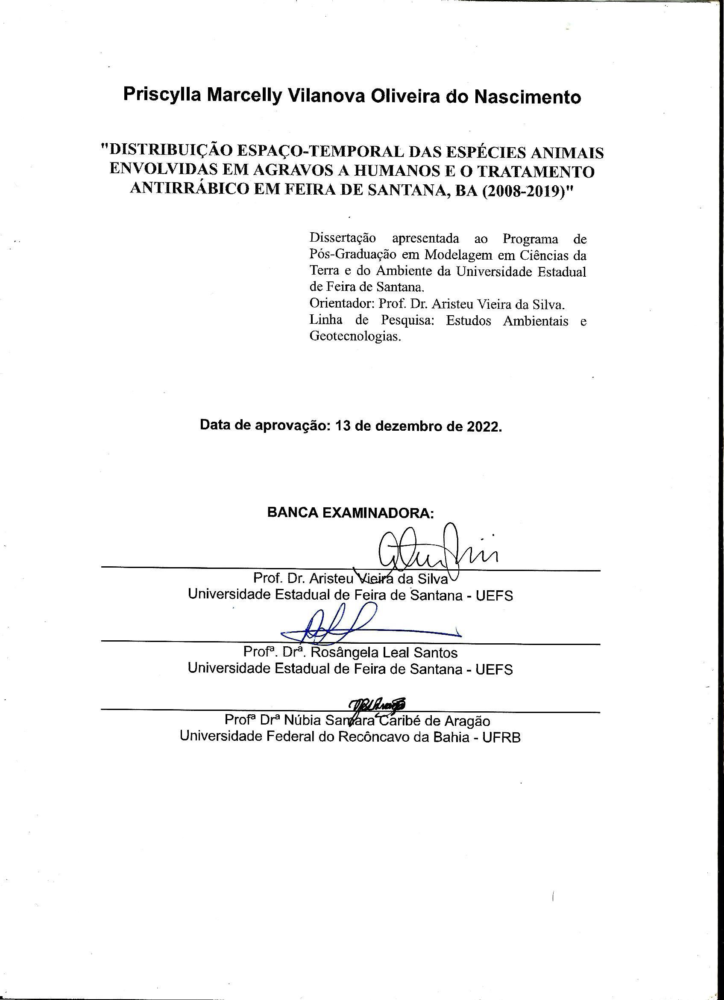 Priscylla Marcelly Vilanova Oliveira do Nascimento
"DISTRIBUIÇÃO ESPAÇO-TEMPORAL DAS ESPÉCIES ANIMAIS
ENVOLVIDAS EM AGRAVOS A HUMANOS E O TRATAMENTO
ANTIRRÁBICO EM FEIRA DE SANTANA, BA (2008-2019)"
Dissertação apresentada ao Programa de
Pós-Graduação em Modelagem em Ciências da
Terra e do Ambiente da Universidade Estadual
de Feira de Santana.
Orientador: Prof. Dr. Aristeu Vieira da Silva.
Linha de Pesquisa: Estudos Ambientais e
Geotecnologias.
Data de aprovação: 13 de dezembro de 2022.
BANCA EXAMINADORA:
Prof. Dr. Aristeu Vieira da Silva
Universidade Estadual de Feira de Santana - UEFS
Profª. Drª. Rosângela Leal Santos
Universidade Estadual de Feira de Santana - UEFS
Profª Drª Núbia Samara Caribé de Aragão
Universidade Federal do Recôncavo da Bahia - UFRB